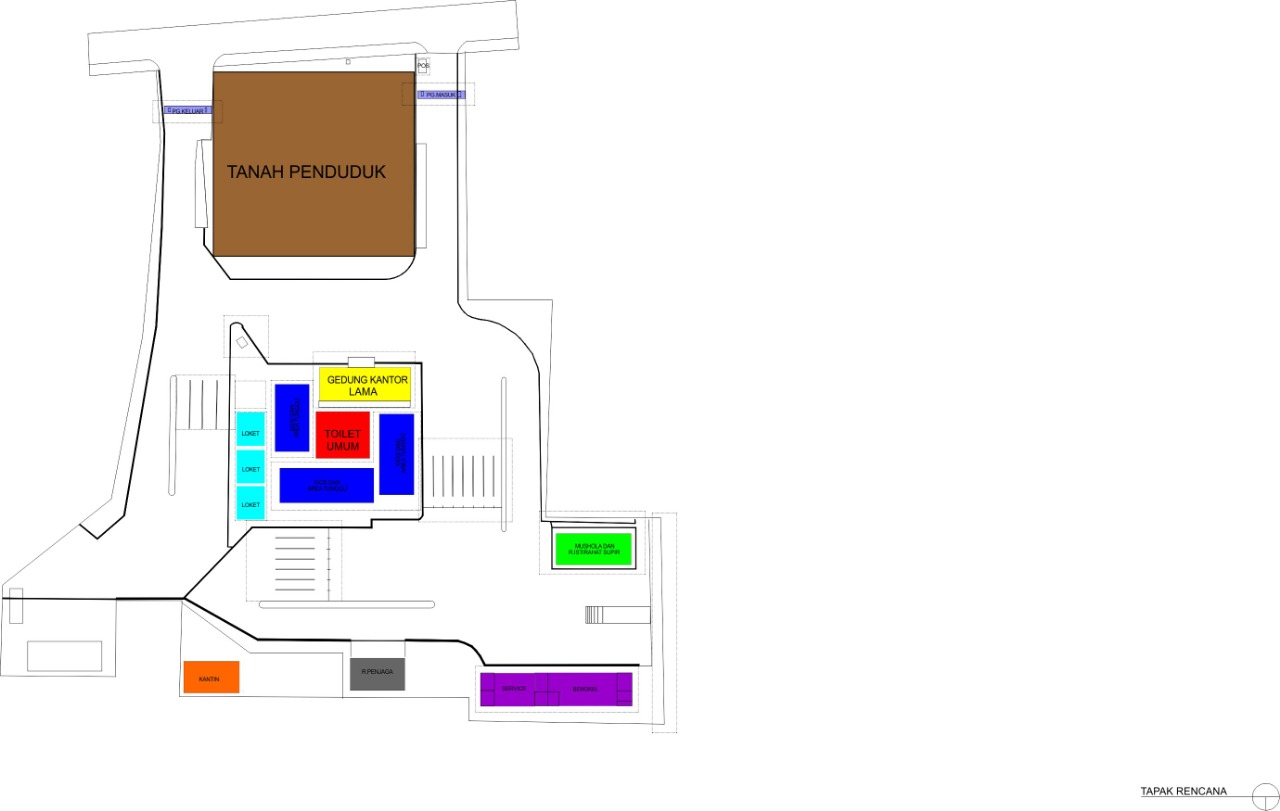 POS
PG.MASUK
PG.KELUAR
TANAH PENDUDUK
GEDUNG KANTOR
LAMA
LOKET
TOILET
UMUM
LOKET
LOKET
MUSHOLA DAN
R.ISTIRAHAT SUPIR
R.PENJAGA
KANTIN
SERVICE
BENGKEL
TAPAK RENCANA